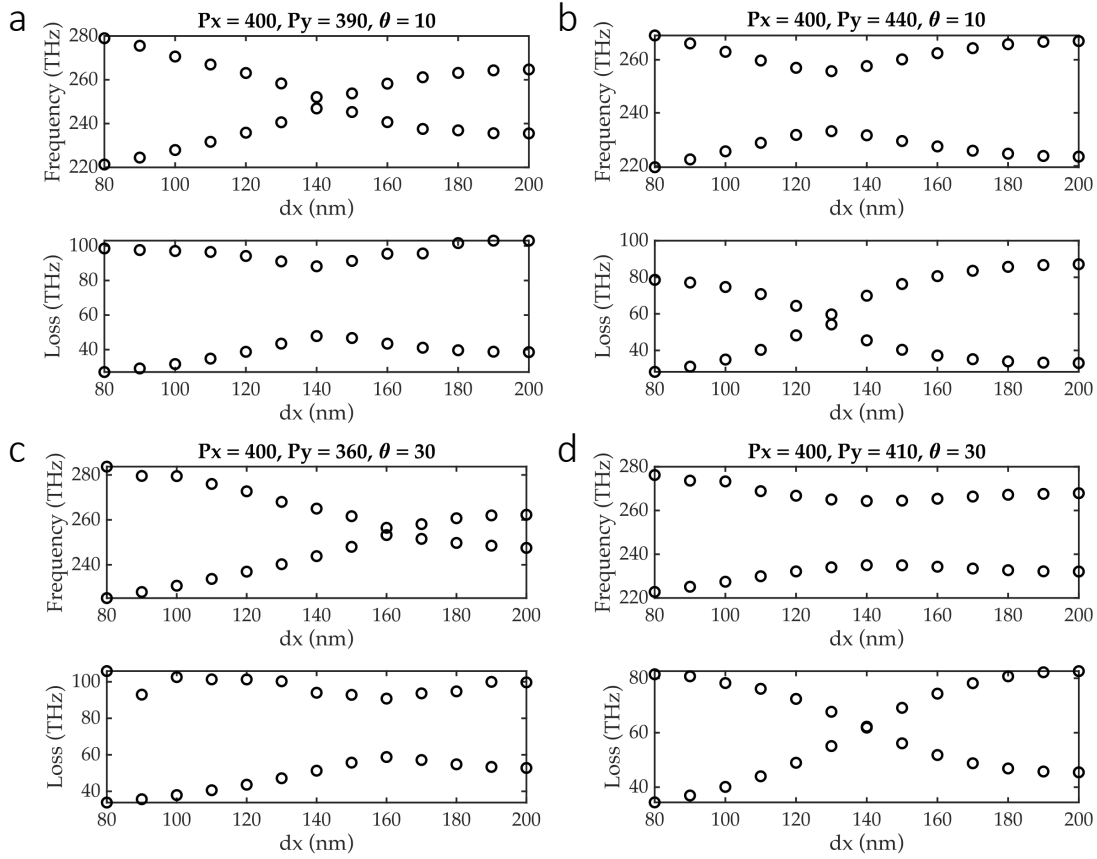 a
Px = 400, Py = 390, θ = 10
Frequency (THz)
280
260
240
220
80 100 120 140 160 180 200
dx (nm)
Loss (THz)
100
80
60
40
80 100 120 140 160 180 200
dx (nm)
b
Px = 400, Py = 440, θ = 10
Frequency (THz)
260
240
220
80 100 120 140 160 180 200
dx (nm)
Loss (THz)
100
80
60
40
80 100 120 140 160 180 200
dx (nm)
c
Px = 400, Py = 360, θ = 30
Frequency (THz)
280
260
240
80 100 120 140 160 180 200
dx (nm)
Loss (THz)
100
80
60
40
80 100 120 140 160 180 200
dx (nm)
d
Px = 400, Py = 410, θ = 30
Frequency (THz)
280
260
240
220
80 100 120 140 160 180 200
dx (nm)
Loss (THz)
80
60
40
80 100 120 140 160 180 200
dx (nm)